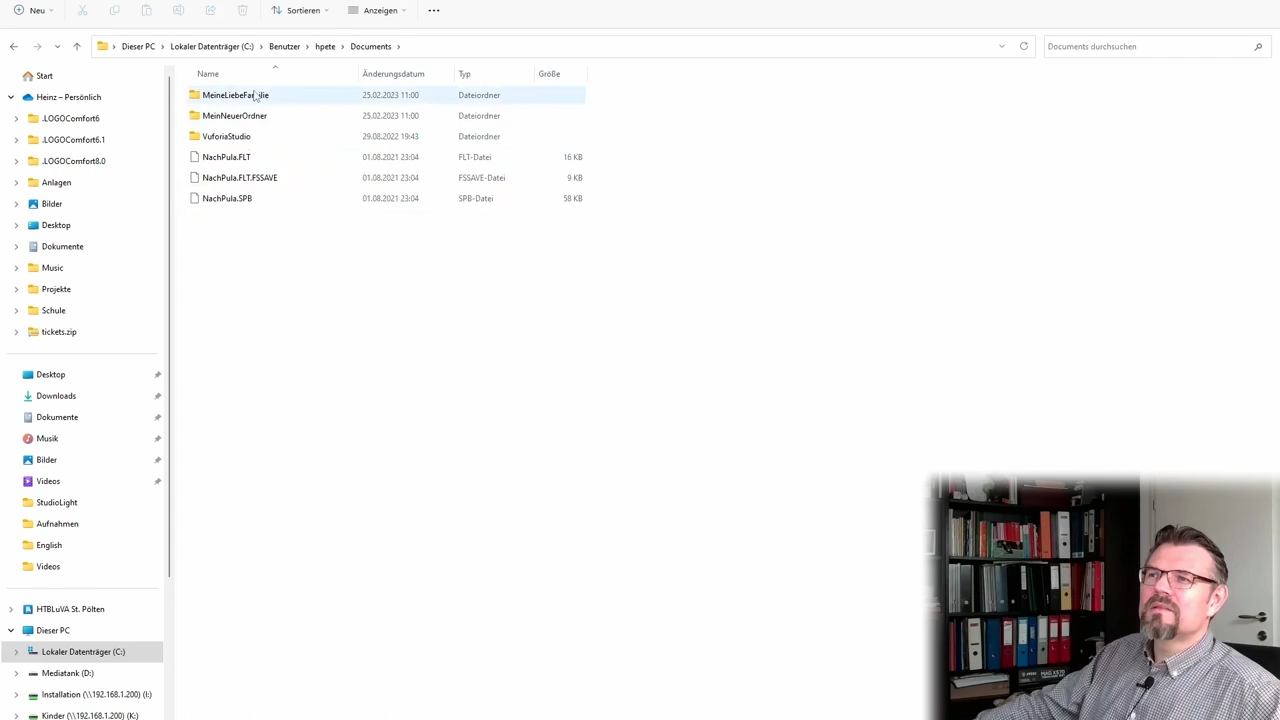 Neu
Sortieren
Anzeigen
Dieser PC
Lokaler Datenträger (C:)
Benutzer
hpete
Documents
Documents durchsuchen
Name Änderungsdatum Typ Größe
MeineLiebeFamilie 25.02.2023 11:00 Dateiordner
MeinNeuerOrdner 25.02.2023 11:00 Dateiordner
VuforiaStudio 29.08.2022 19:43 Dateiordner
NachPula.FLT 01.08.2021 23:04 FLT-Datei 16 KB
NachPula.FLT.FSSAVE 01.08.2021 23:04 FSSAVE-Datei 9 KB
NachPula.SPB 01.08.2021 23:04 SPB-Datei 58 KB
Start
Heinz – Persönlich
.LOGOComfort6
.LOGOComfort6.1
.LOGOComfort8.0
Anlagen
Bilder
Desktop
Dokumente
Music
Projekte
Schule
tickets.zip
Desktop
Downloads
Dokumente
Musik
Bilder
Videos
StudioLight
Aufnahmen
English
Videos
HTBLuVA St. Pölten
Dieser PC
Lokaler Datenträger (C:)
Mediatank (D:)
Installation (\\192.168.1.200) (I:)
Kinder (\\192.168.1.200) (K:)